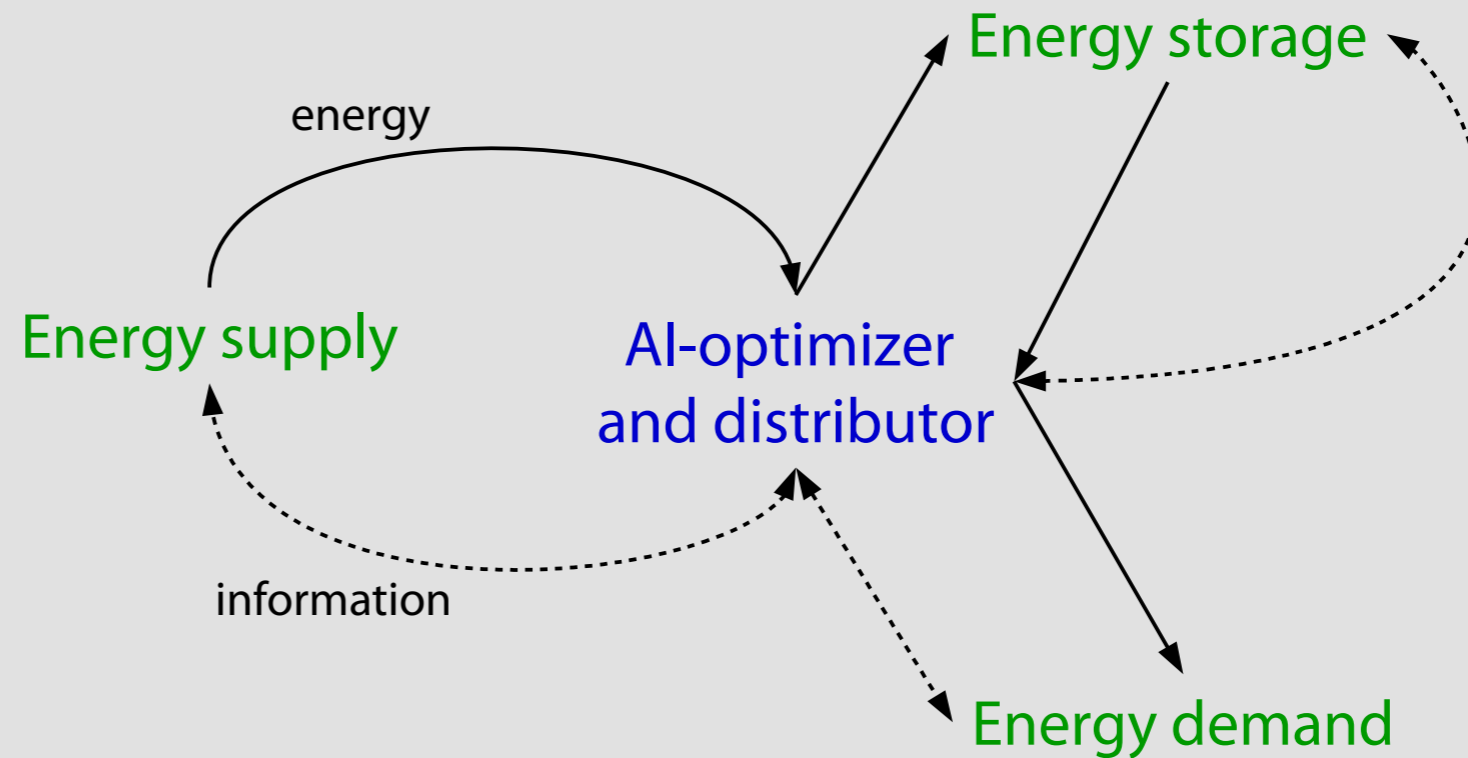 Energy storage
energy
Energy supply
AI-optimizer
and distributor
information
Energy demand